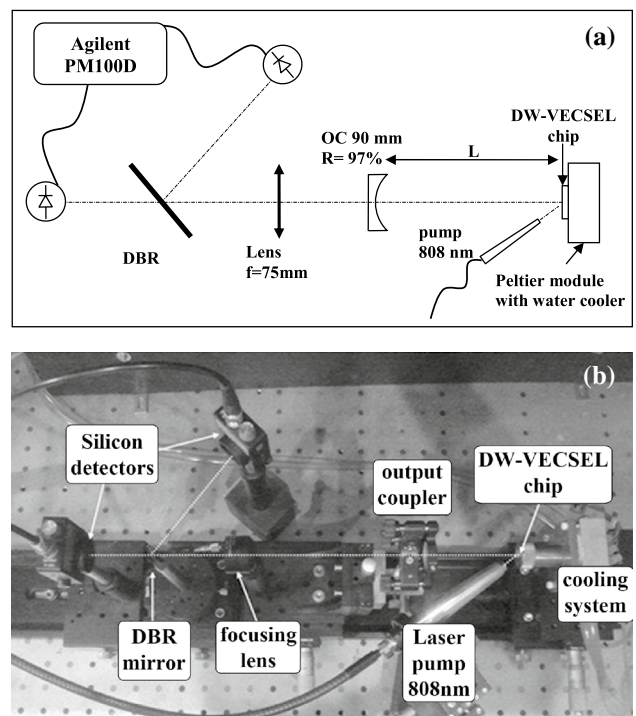 Agilent
PM100D
(a)
DW-VECSEL
chip
OC 90 mm
R= 97%
L
DBR
Lens
f=75mm
pump
808 nm
Peltier module
with water cooler
(b)
Silicon
detectors
output
coupler
DW-VECSEL
chip
cooling
system
DBR
mirror
focusing
lens
Laser
pump
808nm